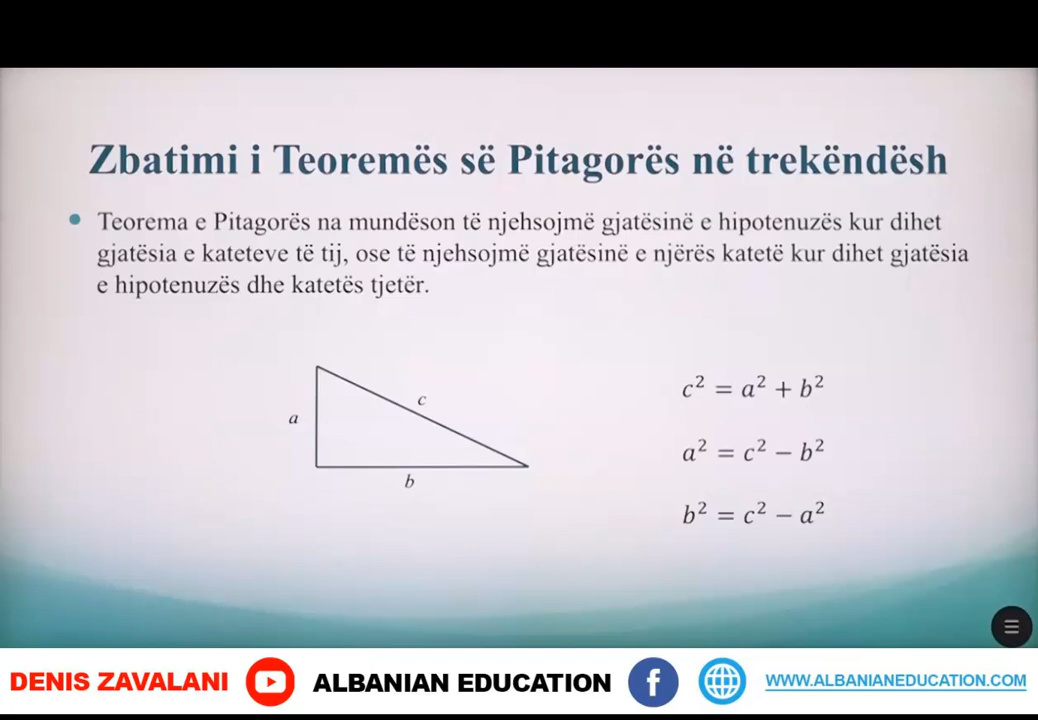 Zbatimi i Teoremës së Pitagorës në trekëndësh
• Teorema e Pitagorës na mundëson të njehsojmë gjatësinë e hipotenuzës kur dihet
gjatësia e kateteve të tij, ose të njehsojmë gjatësinë e njërës katetë kur dihet gjatësia
e hipotenuzës dhe katetës tjetër.
a
c
b
c² = a² + b²
a² = c² − b²
b² = c² − a²
DENIS ZAVALANI ALBANIAN EDUCATION f WWW.ALBANIANEDUCATION.COM